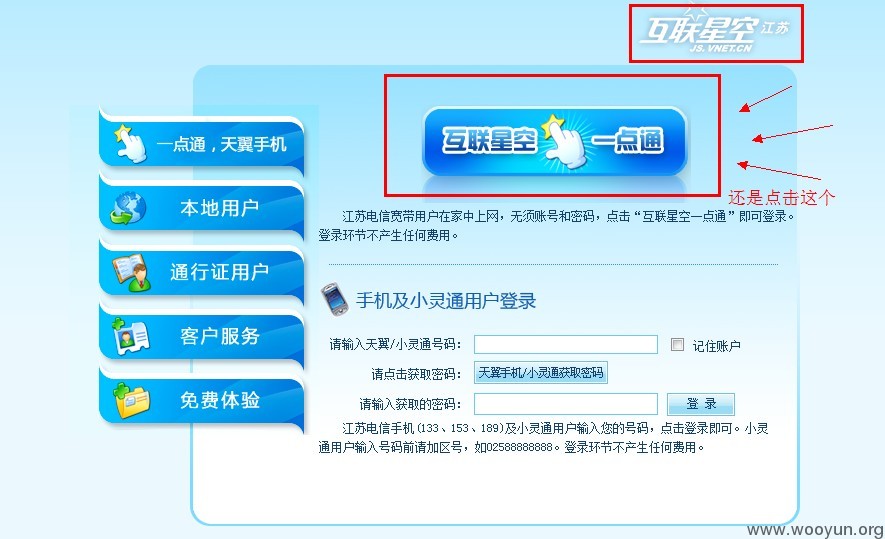 互联星空 江苏
JS.VNET.CN
互联星空 一点通
还是点击这个
一点通，天翼手机
本地用户
通行证用户
客户服务
免费体验
江苏电信宽带用户在家中上网，无须账号和密码，点击“互联星空一点通”即可登录。
登录环节不产生任何费用。
手机及小灵通用户登录
请输入天翼/小灵通号码：
记住账户
请点击获取密码：
天翼手机/小灵通获取密码
请输入获取的密码：
登 录
江苏电信手机(133、153、189)及小灵通用户输入您的号码，点击登录即可。小灵
通用户输入号码前请加区号，如02588888888。登录环节不产生任何费用。
www.wooyun.org